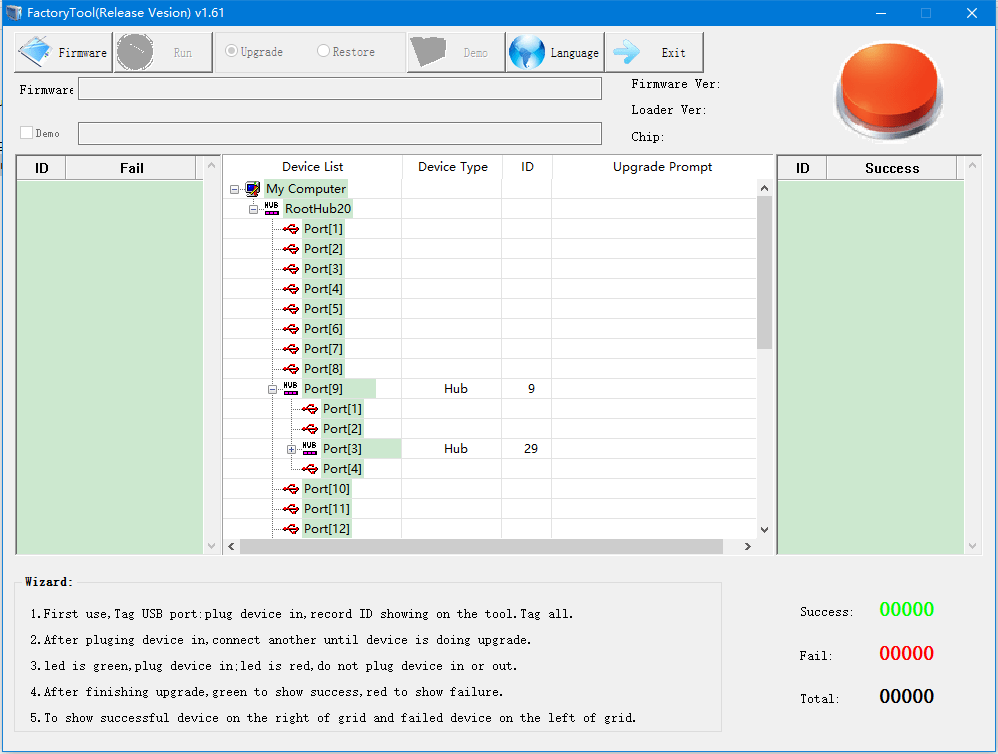 FactoryTool(Release Vesion) v1.61
Firmware Run Upgrade Restore Demo Language Exit
Firmware
Firmware Ver:
Loader Ver:
Demo
Chip:
ID Fail
Device List Device Type ID Upgrade Prompt
ID Success
My Computer
HUB RootHub20
Port[1]
Port[2]
Port[3]
Port[4]
Port[5]
Port[6]
Port[7]
Port[8]
HUB Port[9] Hub 9
Port[1]
Port[2]
HUB Port[3] Hub 29
Port[4]
Port[10]
Port[11]
Port[12]
Wizard:
1.First use,Tag USB port:plug device in,record ID showing on the tool.Tag all.
2.After pluging device in,connect another until device is doing upgrade.
3.led is green,plug device in;led is red,do not plug device in or out.
4.After finishing upgrade,green to show success,red to show failure.
5.To show successful device on the right of grid and failed device on the left of grid.
Success: 00000
Fail: 00000
Total: 00000